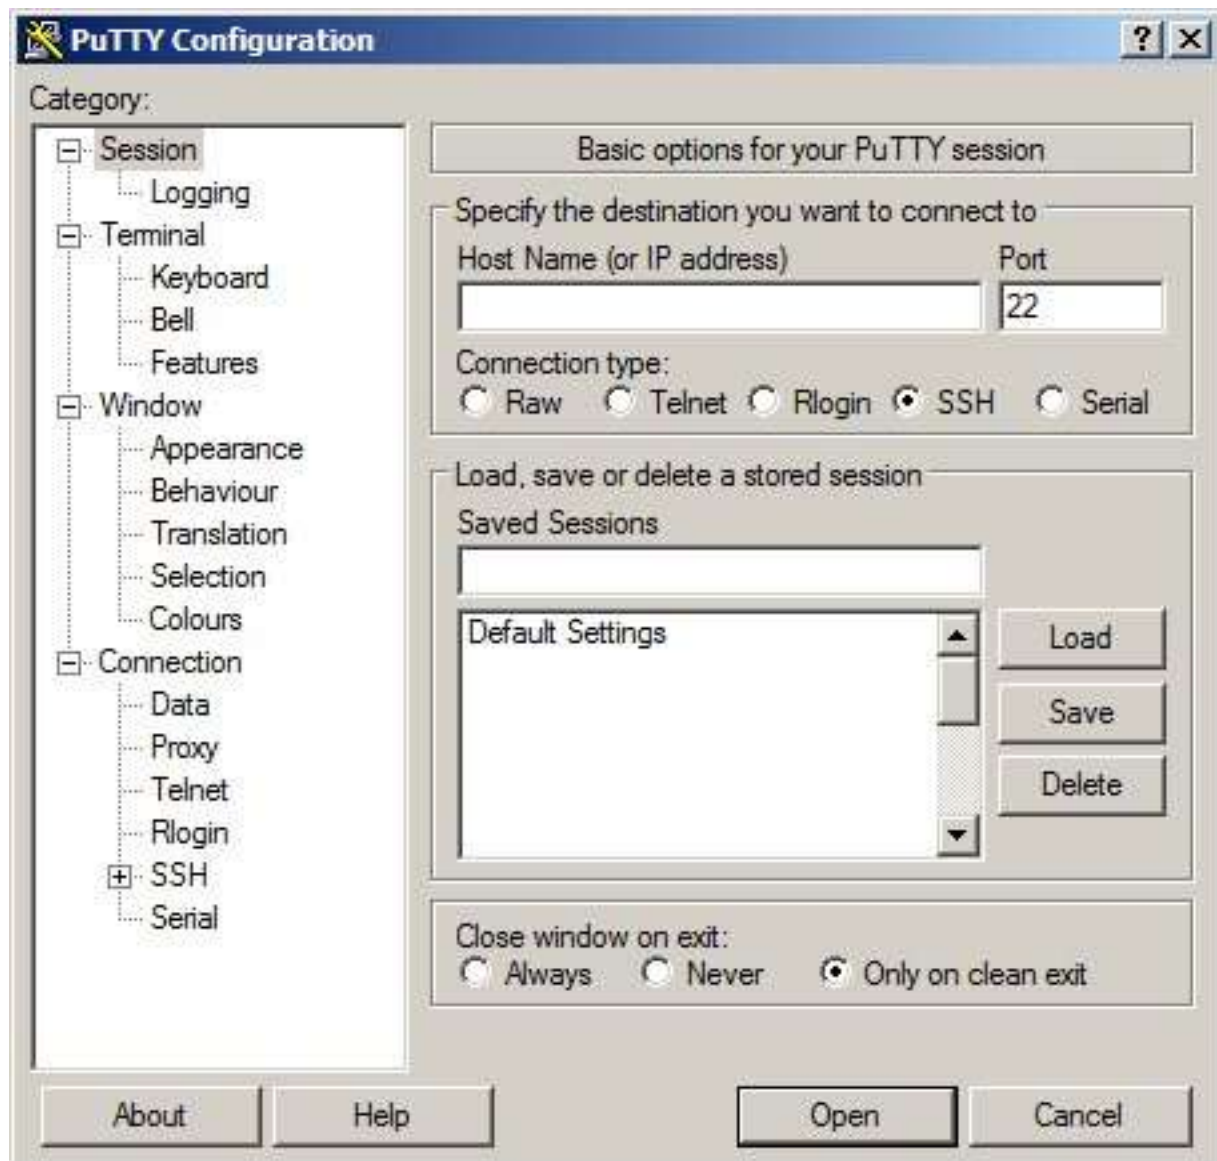 PuTTY Configuration
Category:
Session
Logging
Terminal
Keyboard
Bell
Features
Window
Appearance
Behaviour
Translation
Selection
Colours
Connection
Data
Proxy
Telnet
Rlogin
SSH
Serial
Basic options for your PuTTY session
Specify the destination you want to connect to
Host Name (or IP address) Port
22
Connection type:
Raw Telnet Rlogin SSH Serial
Load, save or delete a stored session
Saved Sessions
Default Settings
Load
Save
Delete
Close window on exit:
Always Never Only on clean exit
About Help Open Cancel